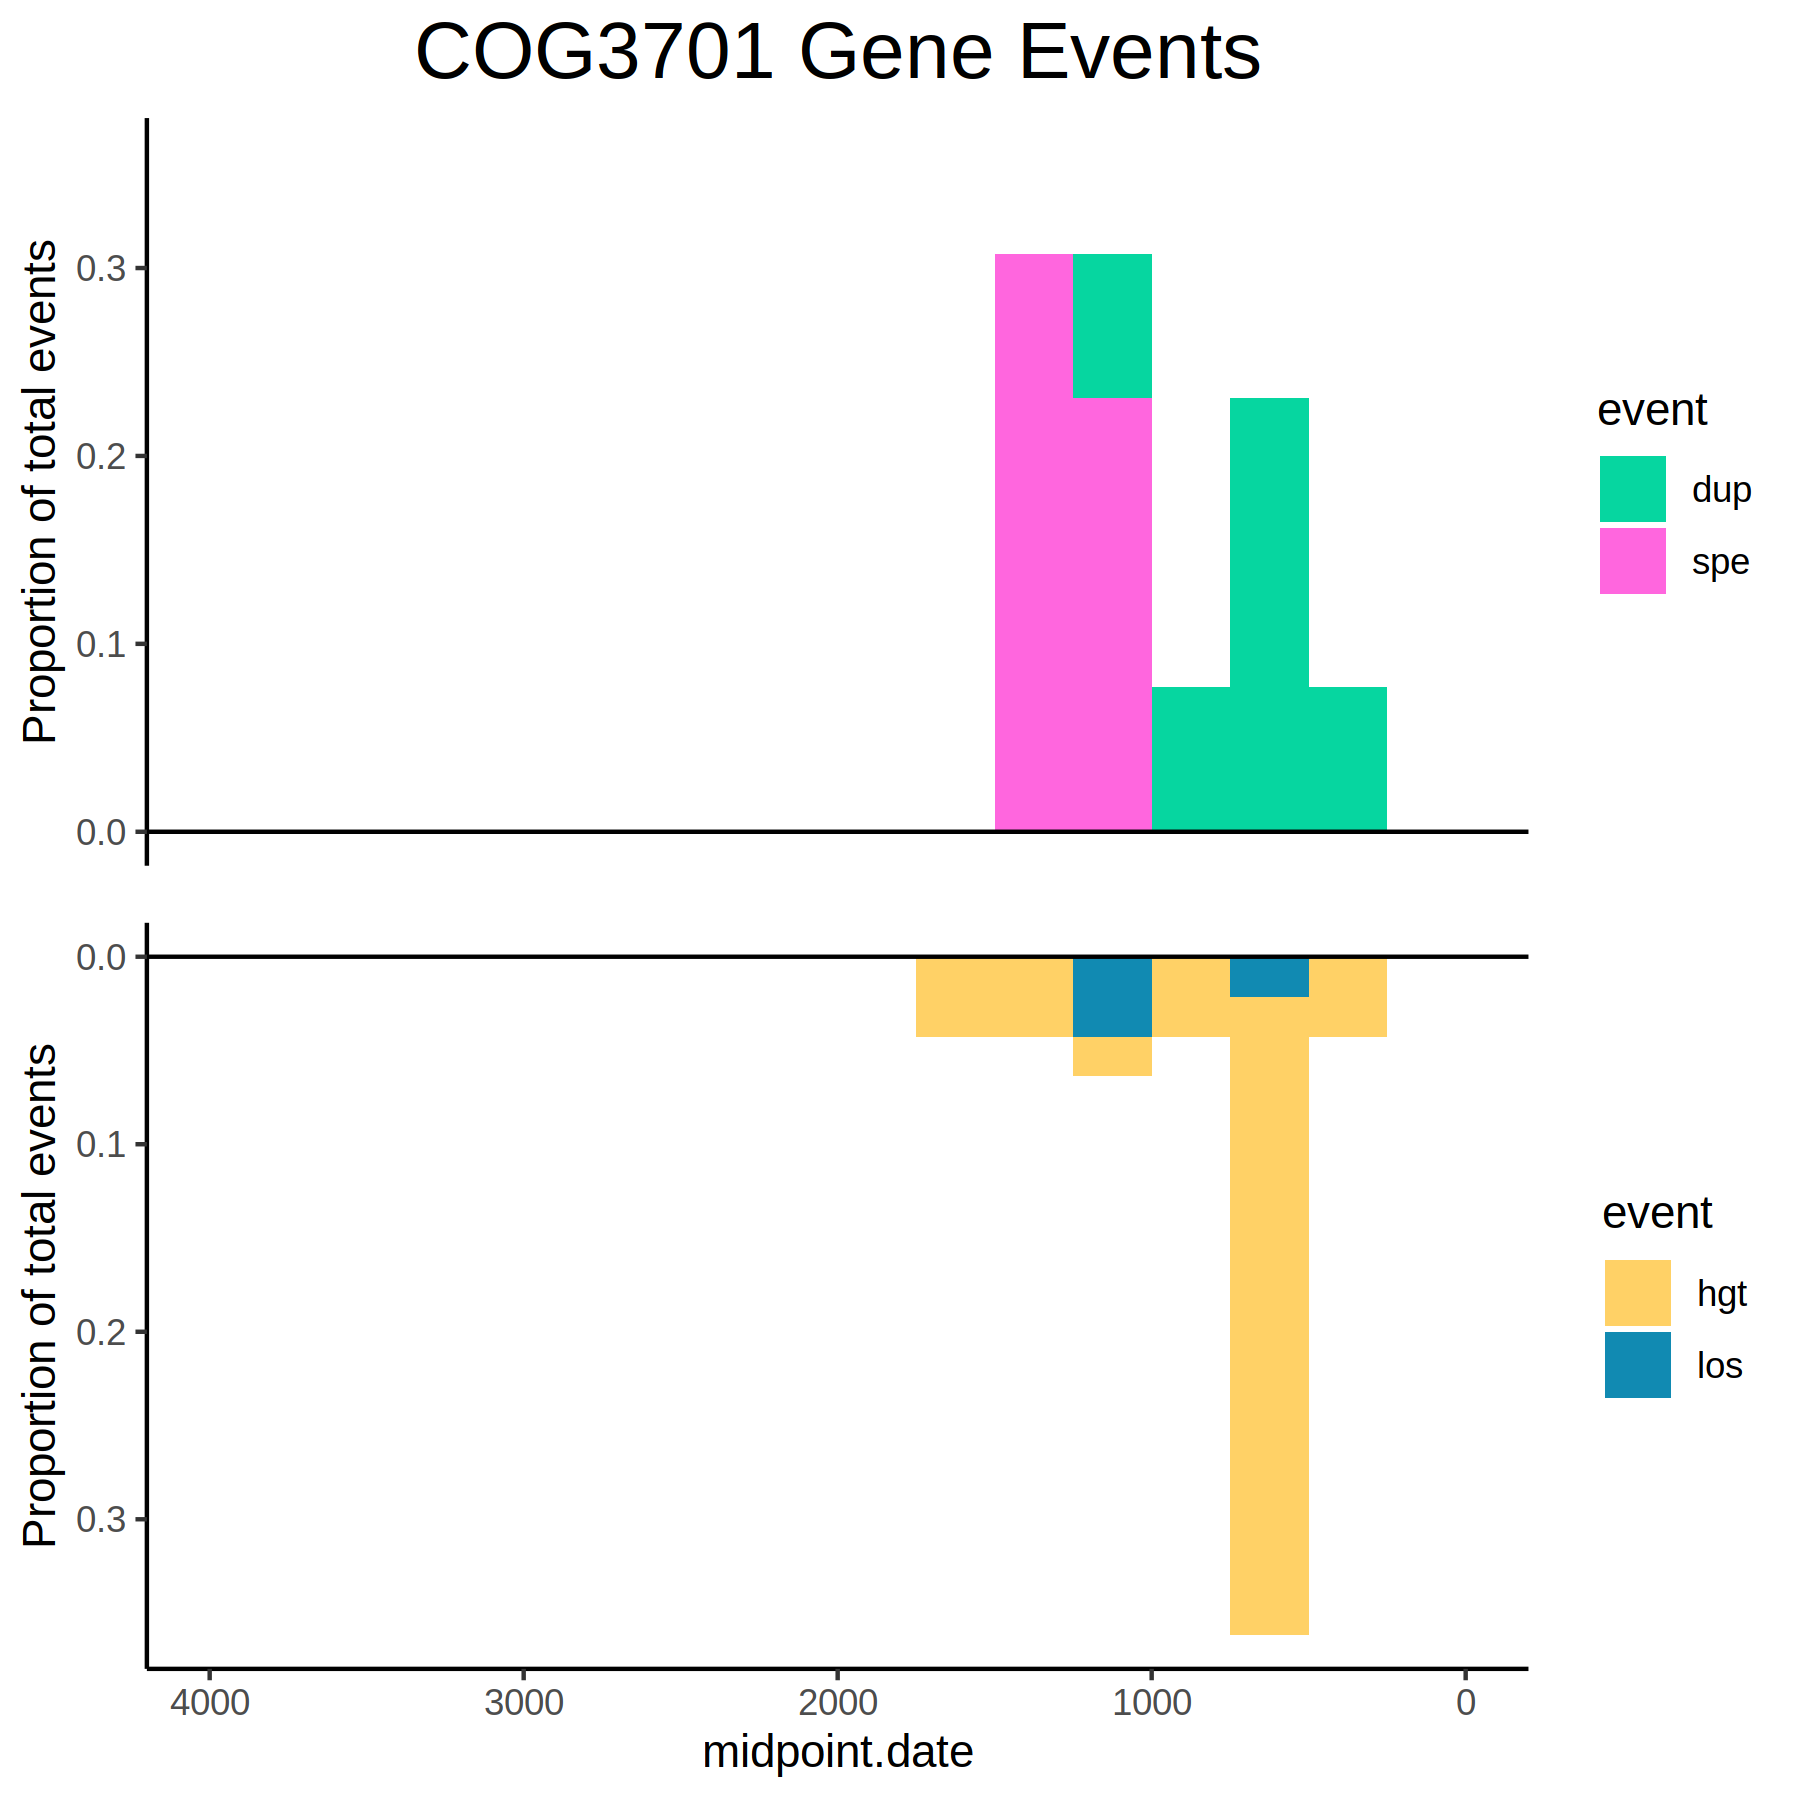 COG3701 Gene Events
Proportion of total events
0.3
0.2
0.1
0.0
event
dup
spe
Proportion of total events
0.0
0.1
0.2
0.3
event
hgt
los
4000 3000 2000 1000 0
midpoint.date